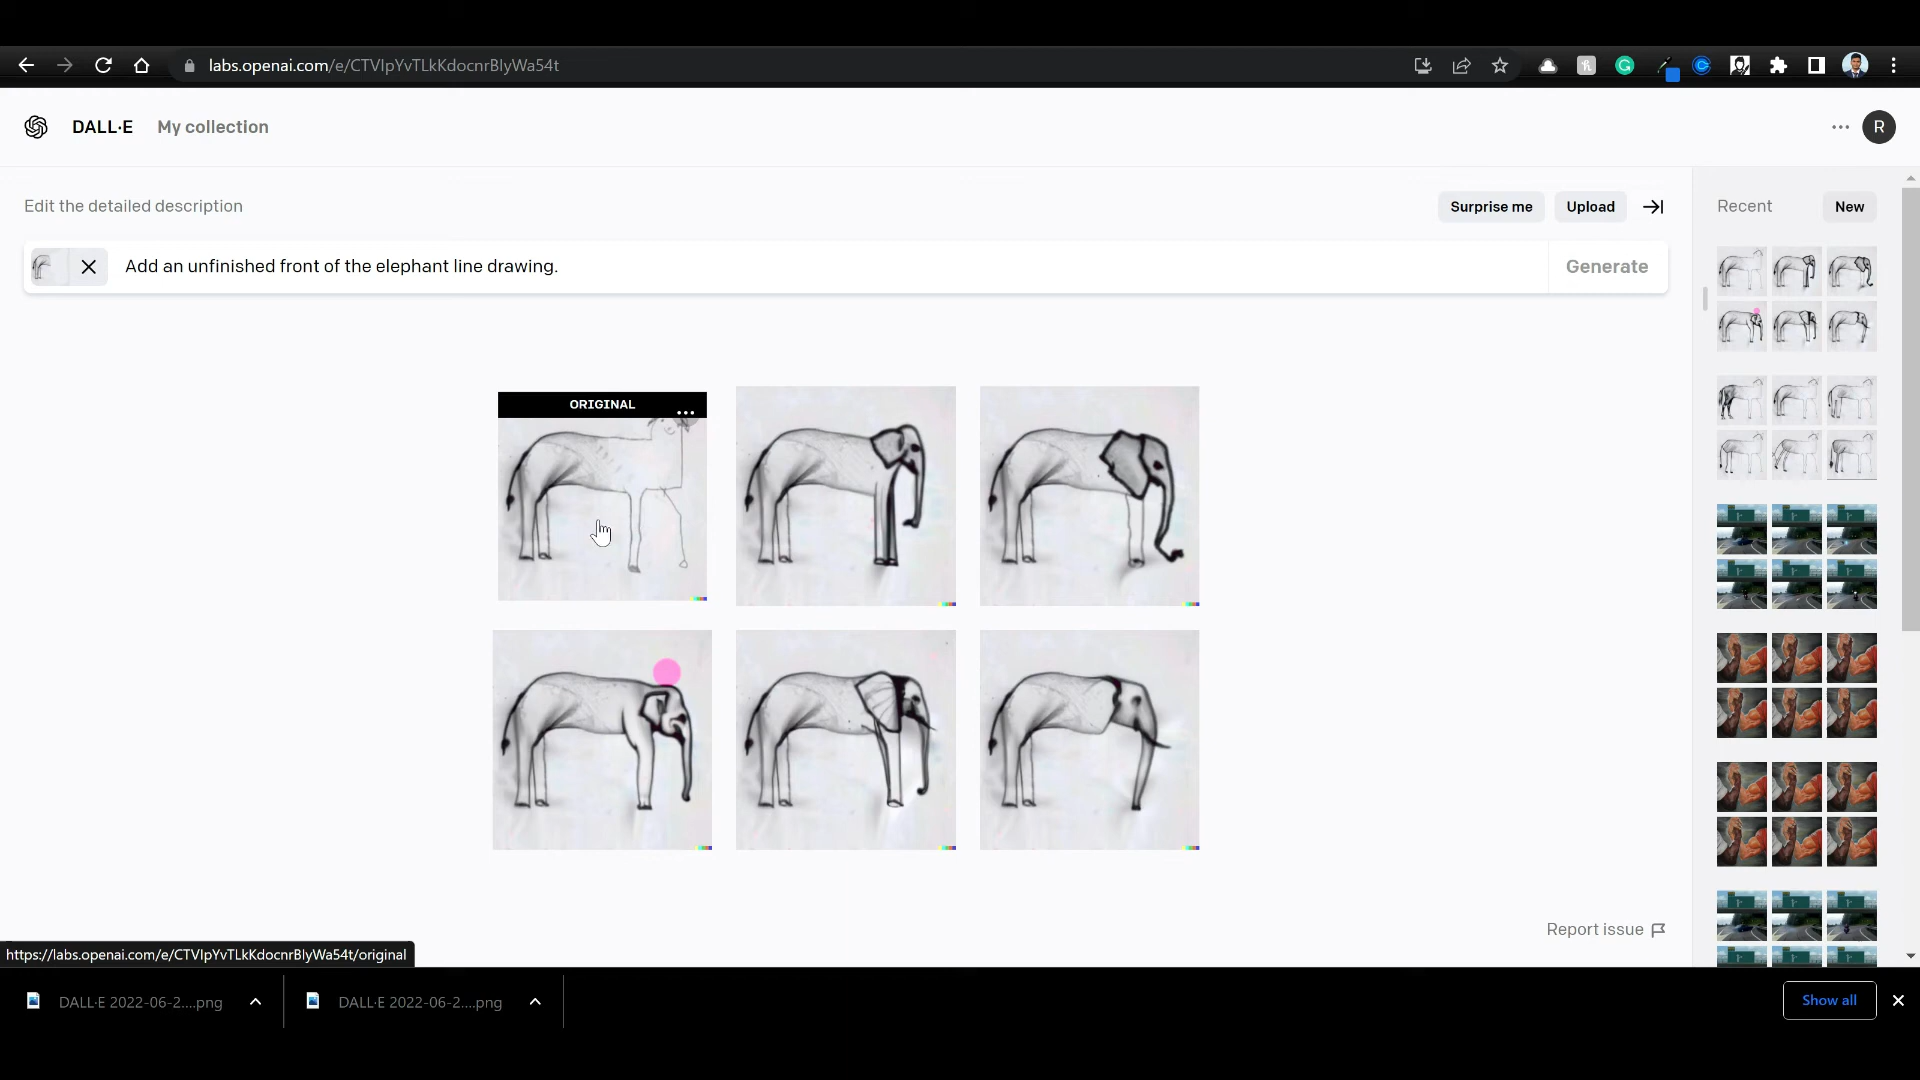 labs.openai.com/e/CTVIpYvTLkKdocnrBIyWa54t
DALL·E My collection
... R
Edit the detailed description
Surprise me Upload
Recent New
Add an unfinished front of the elephant line drawing.
Generate
ORIGINAL
...
Report issue
https://labs.openai.com/e/CTVIpYvTLkKdocnrBIyWa54t/original
DALL·E 2022-06-2....png
DALL·E 2022-06-2....png
Show all